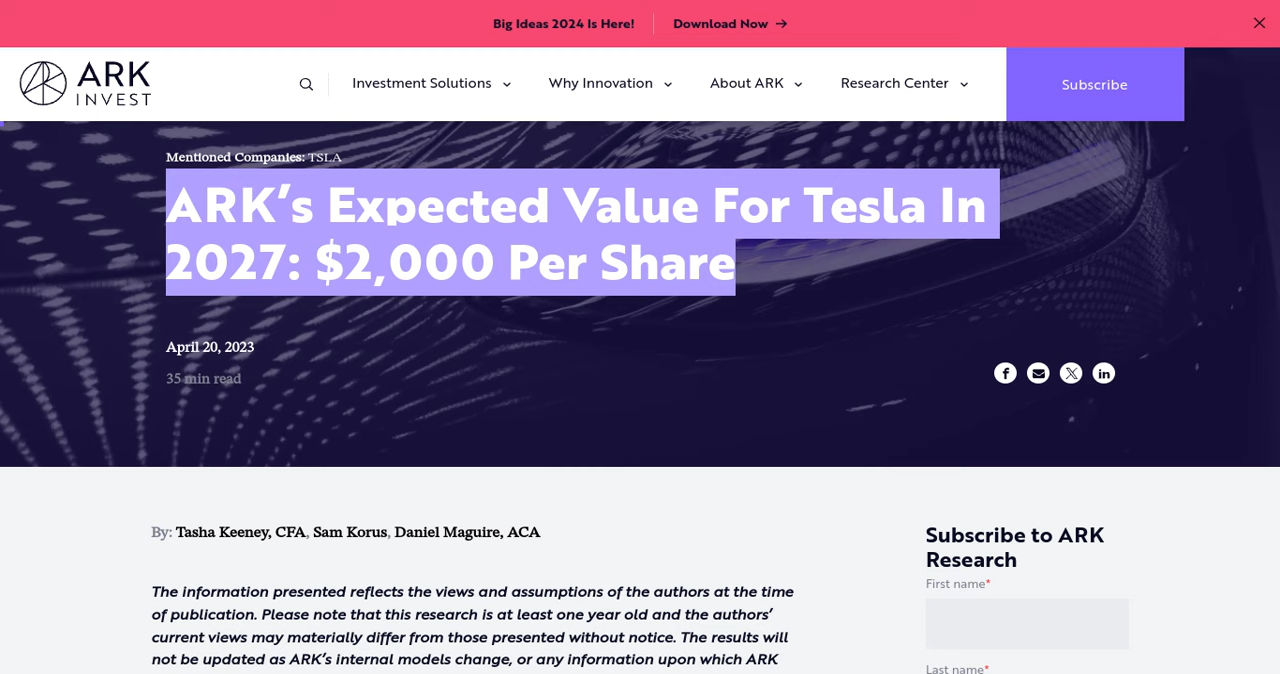 Big Ideas 2024 Is Here!
Download Now →
ARK
INVEST
Investment Solutions
Why Innovation
About ARK
Research Center
Subscribe
Mentioned Companies: TSLA
ARK’s Expected Value For Tesla In
2027: $2,000 Per Share
April 20, 2023
35 min read
By: Tasha Keeney, CFA, Sam Korus, Daniel Maguire, ACA
The information presented reflects the views and assumptions of the authors at the time
of publication. Please note that this research is at least one year old and the authors’
current views may materially differ from those presented without notice. The results will
not be updated as ARK’s internal models change, or any information upon which ARK
Subscribe to ARK
Research
First name*
Last name*